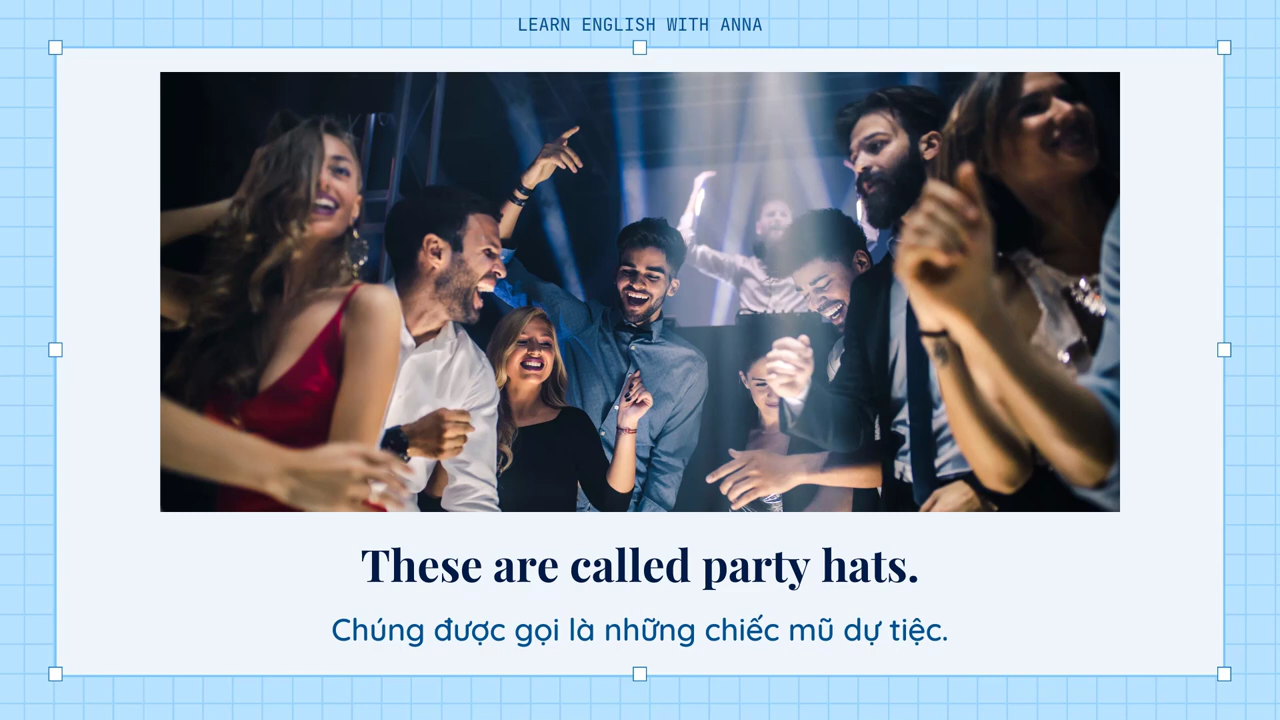 LEARN ENGLISH WITH ANNA
These are called party hats.
Chúng được gọi là những chiếc mũ dự tiệc.